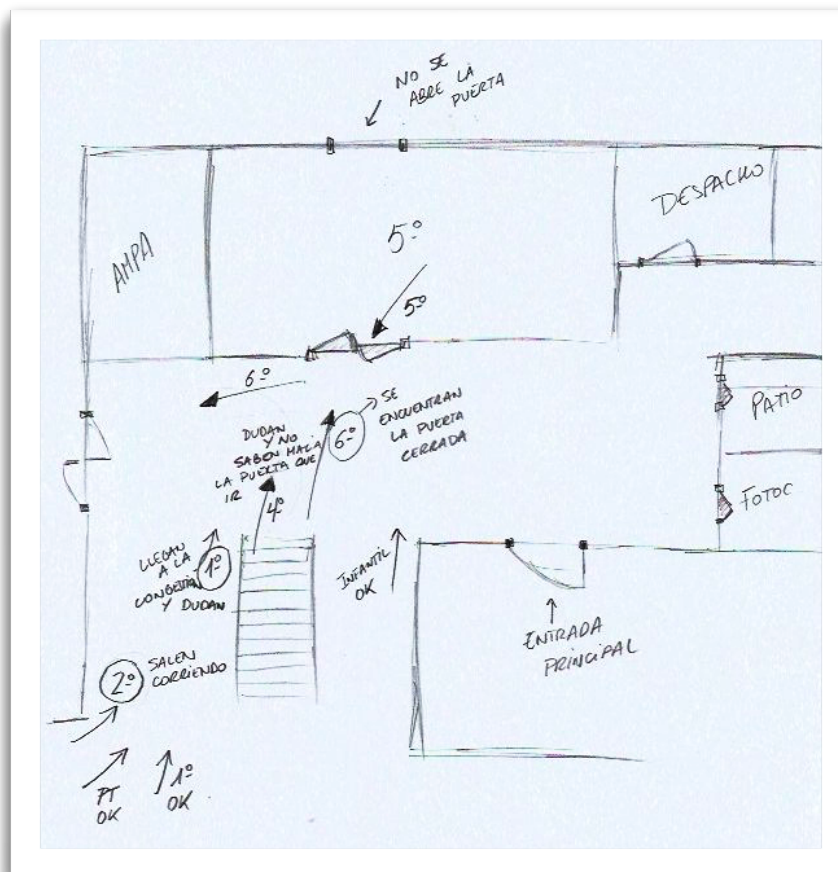 NO SE
ABRE LA
PUERTA
AMPA
5º
DESPACHO
5º
6º
DUDAN
Y NO
SABEN HACIA
LA PUERTA QUE
IR
6º
SE
ENCUENTRAN
LA PUERTA
CERRADA
PATIO
FOTOC
4º
LLEGAN
A LA
CONGESTIÓN
Y DUDAN
1º
INFANTIL
OK
ENTRADA
PRINCIPAL
2º
SALEN
CORRIENDO
PT
OK
1º
OK